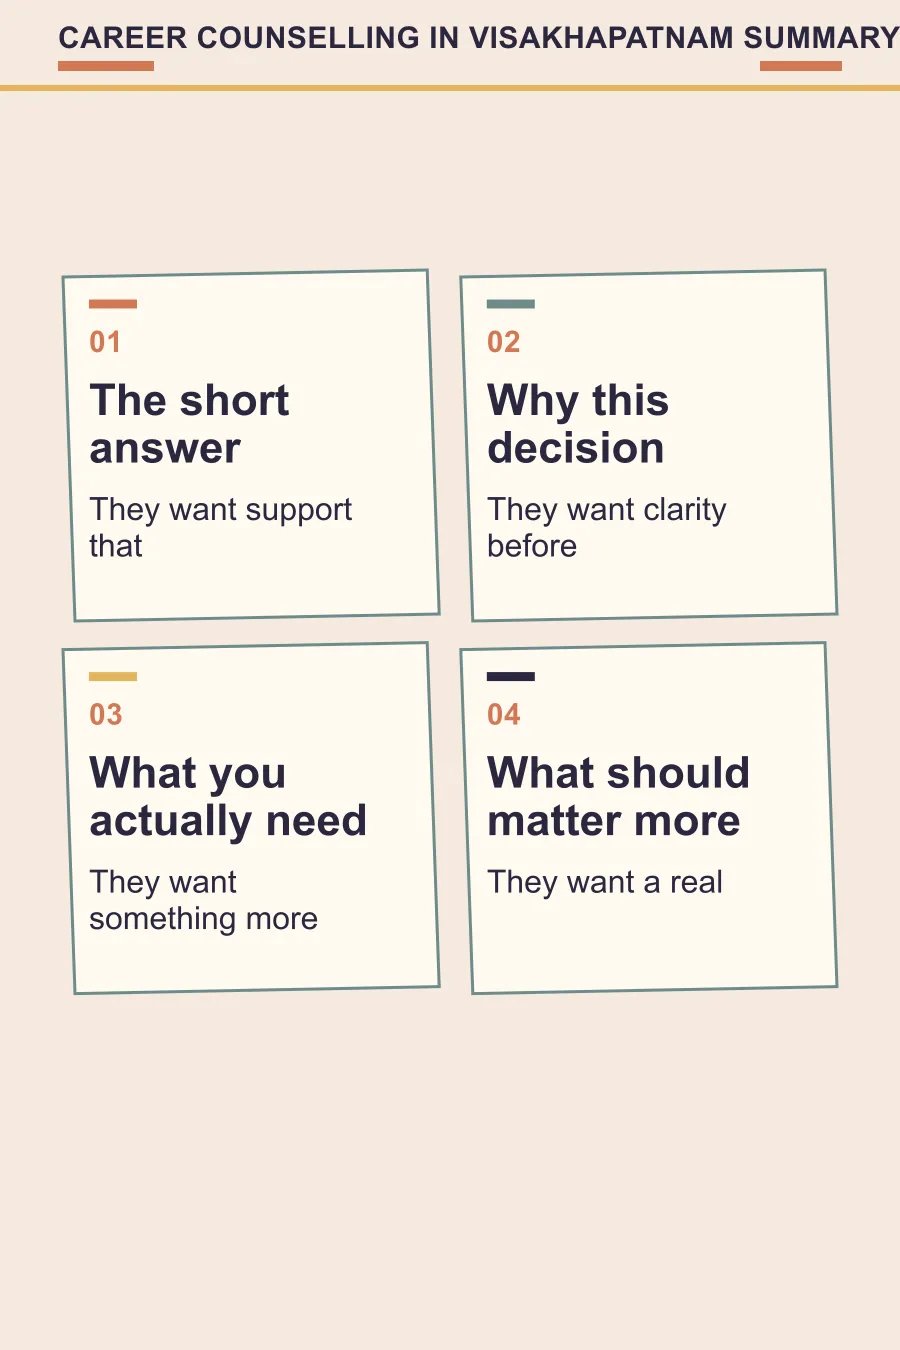 CAREER COUNSELLING IN VISAKHAPATNAM SUMMARY
01
The short
answer
They want support
that
02
Why this
decision
They want clarity
before
03
What you
actually need
They want
something more
04
What should
matter more
They want a real